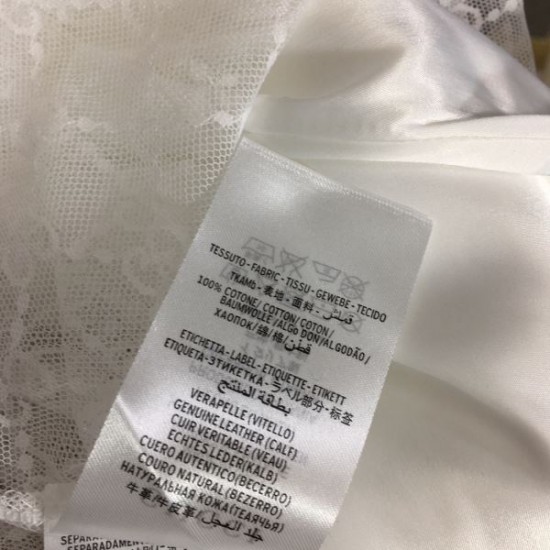 TESSUTO-FABRIC-TISSU-GEWEBE-TECIDO
ТКАНЬ-表地-面料-قماش
100% COTONE/COTTON/COTON/
BAUMWOLLE/ALGO DON/ALGODÃO/
ХЛОПОК/綿/棉/قطن
ETICHETTA-LABEL-ETIQUETTE-ETIKETT
ETIQUETA-ЭТИКЕТКА-ラベル部分-标签
بطاقة المنتج
VERAPELLE (VITELLO)
GENUINE LEATHER (CALF)
CUIR VERITABLE (VEAU)
ECHTES LEDER(KALB)
CUERO AUTENTICO (BECERRO)
COURO NATURAL (BEZERRO)
НАТУРАЛЬНАЯ КОЖА (ТЕЛЯЧЬЯ)
牛革/牛皮革/جلد العجل
SEPARADAMEN